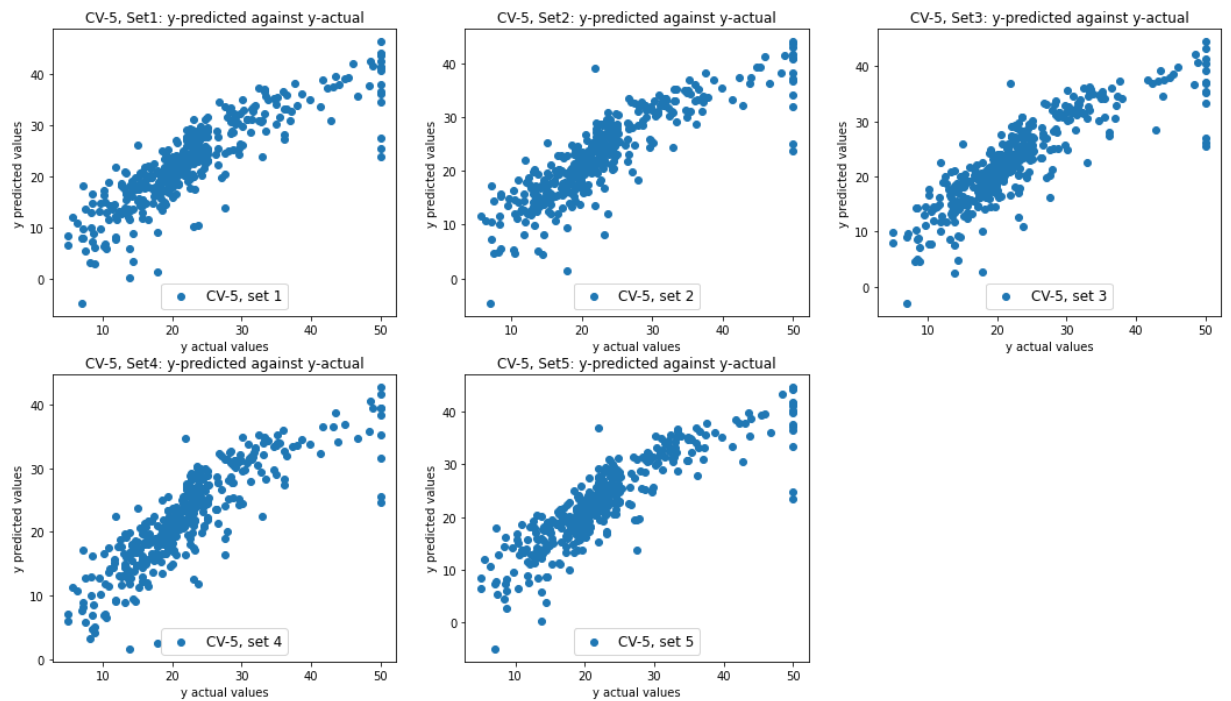 CV-5, Set1: y-predicted against y-actual
y predicted values
40
30
20
10
0
CV-5, set 1
10 20 30 40 50
y actual values
CV-5, Set2: y-predicted against y-actual
y predicted values
40
30
20
10
0
CV-5, set 2
10 20 30 40 50
y actual values
CV-5, Set3: y-predicted against y-actual
y predicted values
40
30
20
10
0
CV-5, set 3
10 20 30 40 50
y actual values
CV-5, Set4: y-predicted against y-actual
y predicted values
40
30
20
10
0
CV-5, set 4
10 20 30 40 50
y actual values
CV-5, Set5: y-predicted against y-actual
y predicted values
40
30
20
10
0
CV-5, set 5
10 20 30 40 50
y actual values